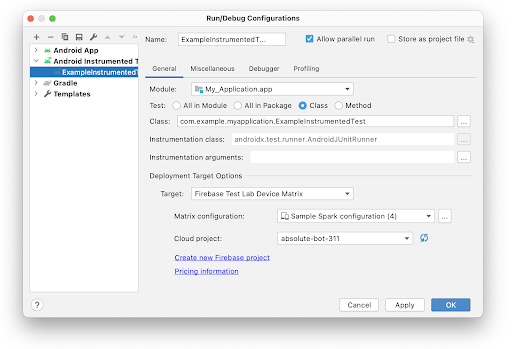 Run/Debug Configurations
Android App
Android Instrumented T
ExampleInstrumentedT
Gradle
Templates
Name: ExampleInstrumentedT... Allow parallel run Store as project file
General Miscellaneous Debugger Profiling
Module: My_Application.app
Test: All in Module All in Package Class Method
Class: com.example.myapplication.ExampleInstrumentedTest ...
Instrumentation class: androidx.test.runner.AndroidJUnitRunner ...
Instrumentation arguments: ...
Deployment Target Options
Target: Firebase Test Lab Device Matrix
Matrix configuration: Sample Spark configuration (4) ...
Cloud project: absolute-bot-311
Create new Firebase project
Pricing information
? Cancel Apply OK